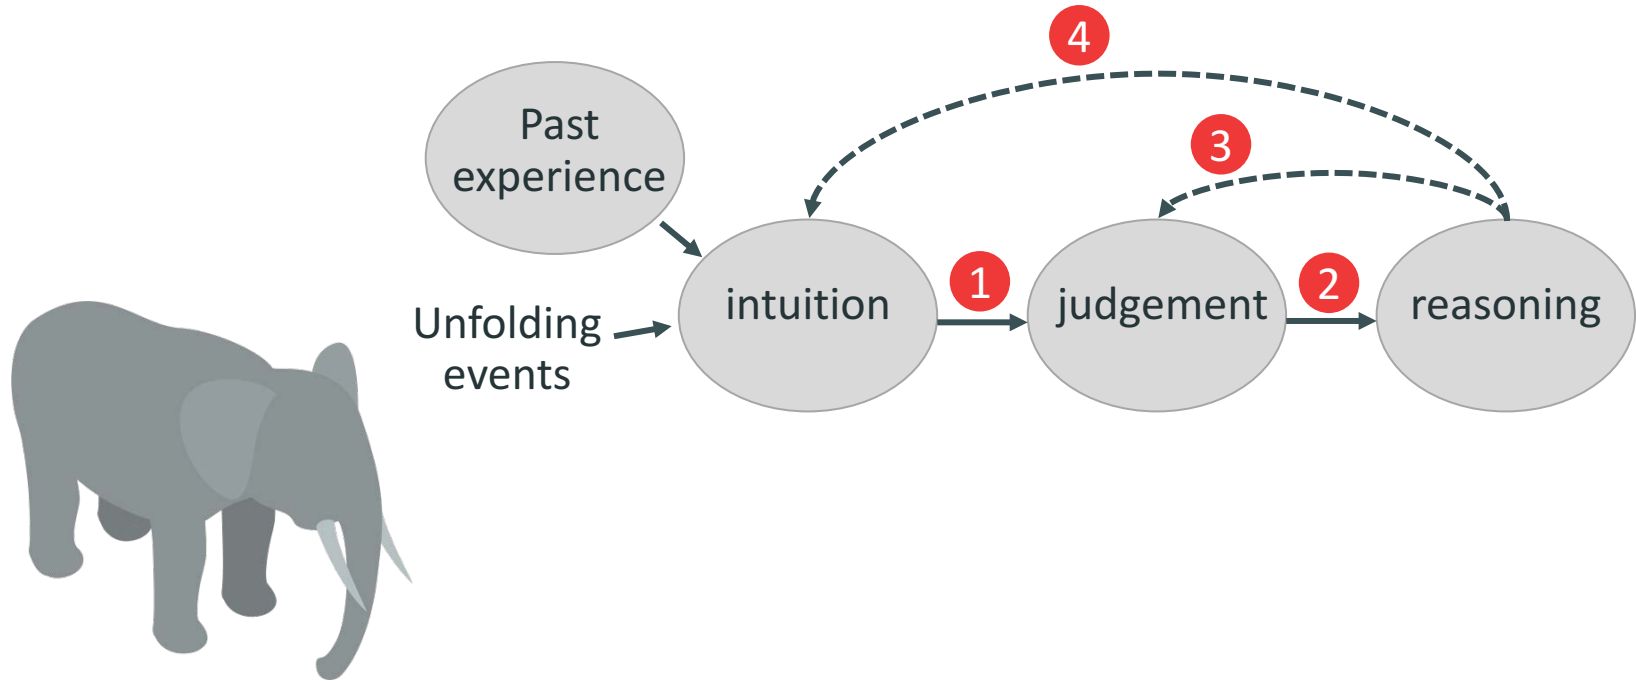 4
Past
experience
3
intuition
1
judgement
2
reasoning
Unfolding
events